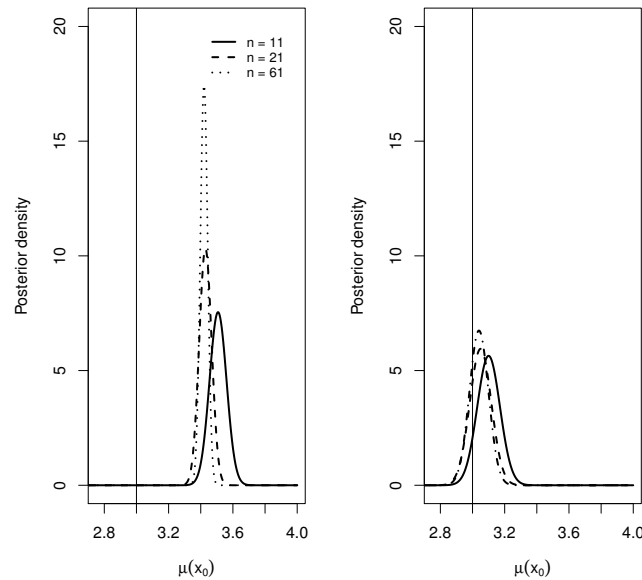 20
15
10
5
0
Posterior density
2.8
3.2
3.6
4.0
μ(x₀)
n = 11
n = 21
n = 61
20
15
10
5
0
Posterior density
2.8
3.2
3.6
4.0
μ(x₀)